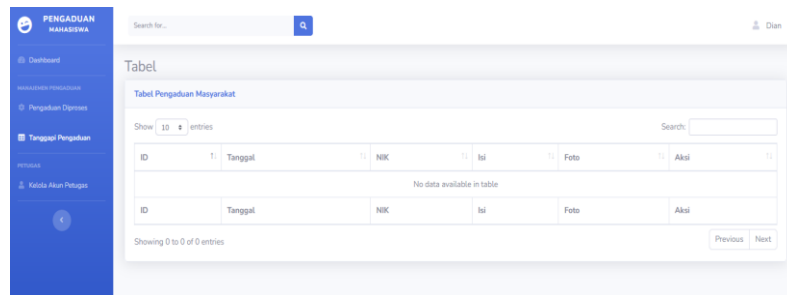 PENGADUAN
MAHASISWA
Search for...
Dian
Dashboard
Tabel
MANAJEMEN PENGADUAN
Tabel Pengaduan Masyarakat
Pengaduan Diproses
Show 10 entries
Search:
Tanggapi Pengaduan
ID Tanggal NIK Isi Foto Aksi
PETUGAS
No data available in table
Kelola Akun Petugas
ID Tanggal NIK Isi Foto Aksi
Showing 0 to 0 of 0 entries
Previous Next